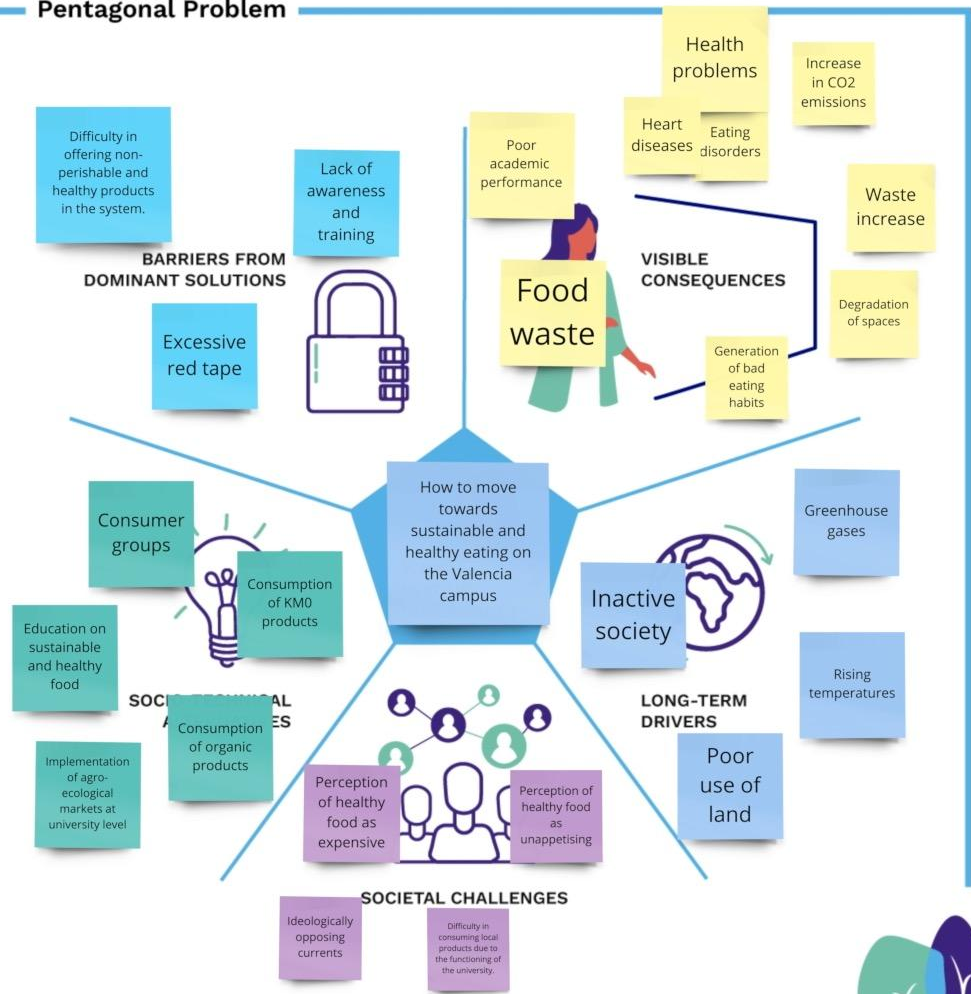 Pentagonal Problem
Difficulty in
offering non-
perishable and
healthy products
in the system.
Lack of
awareness
and
training
BARRIERS FROM
DOMINANT SOLUTIONS
Excessive
red tape
Health
problems
Increase
in CO2
emissions
Heart
diseases
Eating
disorders
Poor
academic
performance
Waste
increase
VISIBLE
CONSEQUENCES
Food
waste
Degradation
of spaces
Generation
of bad
eating
habits
How to move
towards
sustainable and
healthy eating on
the Valencia
campus
Consumer
groups
Consumption
of KM0
products
Education on
sustainable
and healthy
food
Consumption
of organic
products
Implementation
of agro-
ecological
markets at
university level
Greenhouse
gases
Inactive
society
Rising
temperatures
LONG-TERM
DRIVERS
Poor
use of
land
Perception
of healthy
food as
expensive
Perception of
healthy food
as
unappetising
SOCIETAL CHALLENGES
Ideologically
opposing
currents
Difficulty in
consuming local
products due to
the functioning of
the university.